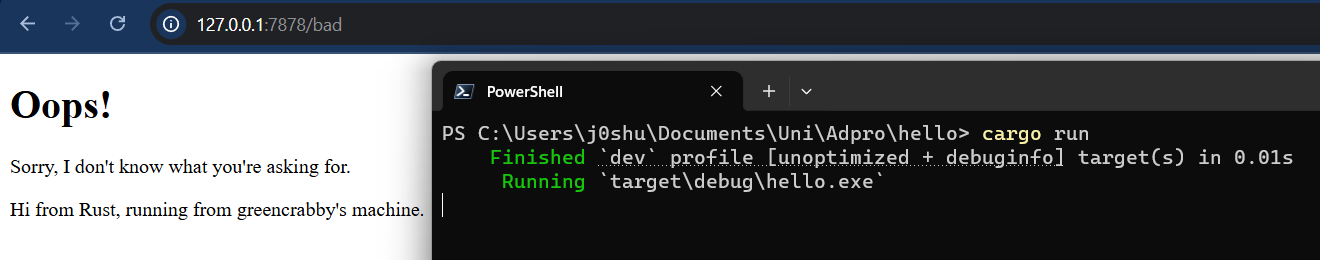 127.0.0.1:7878/bad
Oops!
Sorry, I don't know what you're asking for.
Hi from Rust, running from greencrabby's machine.
PowerShell
PS C:\Users\j0shu\Documents\Uni\Adpro\hello> cargo run
Finished `dev` profile [unoptimized + debuginfo] target(s) in 0.01s
Running `target\debug\hello.exe`